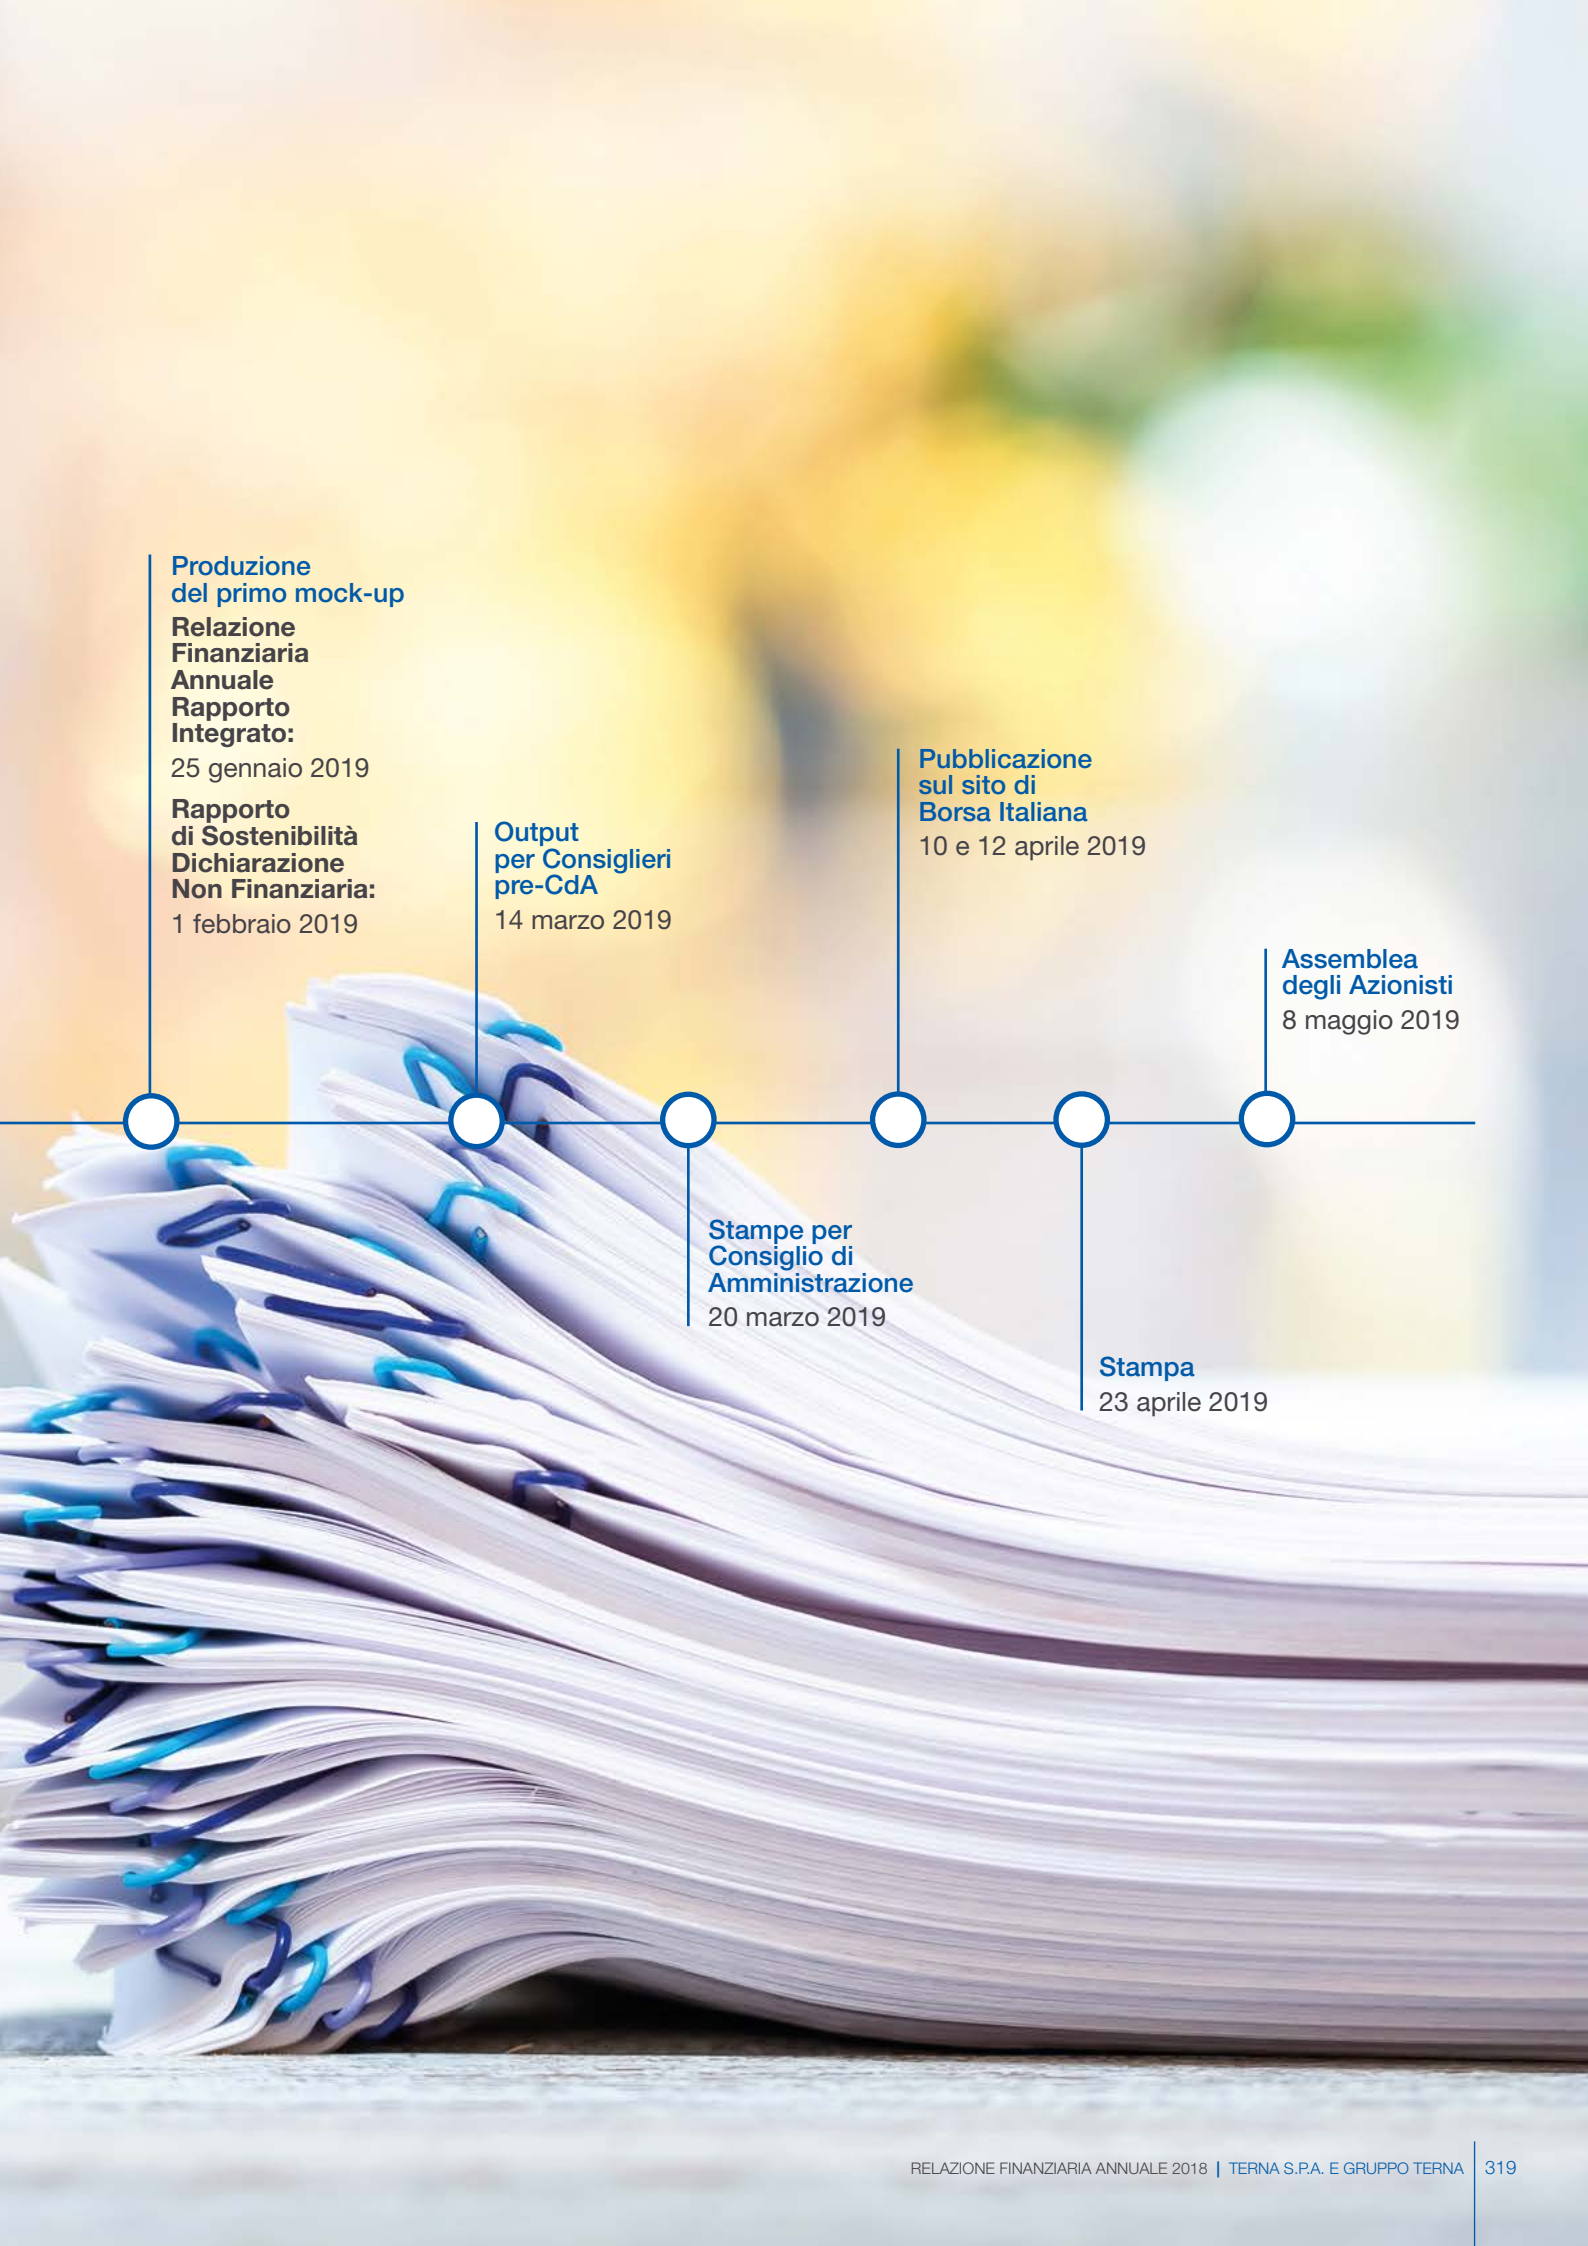 Produzione
del primo mock-up
Relazione
Finanziaria
Annuale
Rapporto
Integrato:
25 gennaio 2019
Rapporto
di Sostenibilità
Dichiarazione
Non Finanziaria:
1 febbraio 2019
Output
per Consiglieri
pre-CdA
14 marzo 2019
Stampe per
Consiglio di
Amministrazione
20 marzo 2019
Pubblicazione
sul sito di
Borsa Italiana
10 e 12 aprile 2019
Stampa
23 aprile 2019
Assemblea
degli Azionisti
8 maggio 2019
RELAZIONE FINANZIARIA ANNUALE 2018 | TERNA S.P.A. E GRUPPO TERNA 319